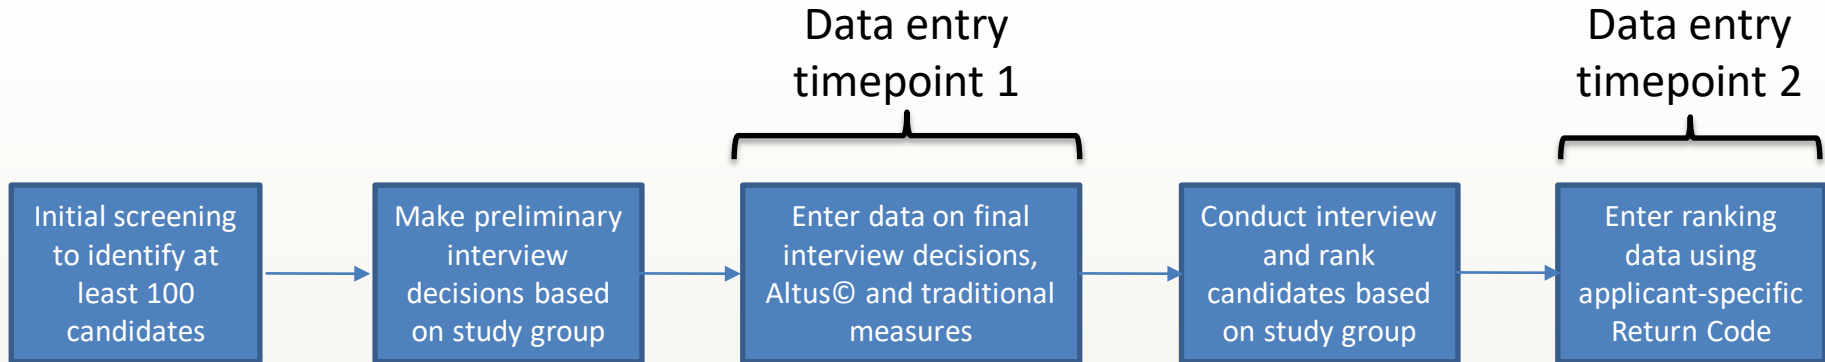 Data entry
timepoint 1
Data entry
timepoint 2
Initial screening
to identify at
least 100
candidates
Make preliminary
interview
decisions based
on study group
Enter data on final
interview decisions,
Altus© and traditional
measures
Conduct interview
and rank
candidates based
on study group
Enter ranking
data using
applicant-specific
Return Code